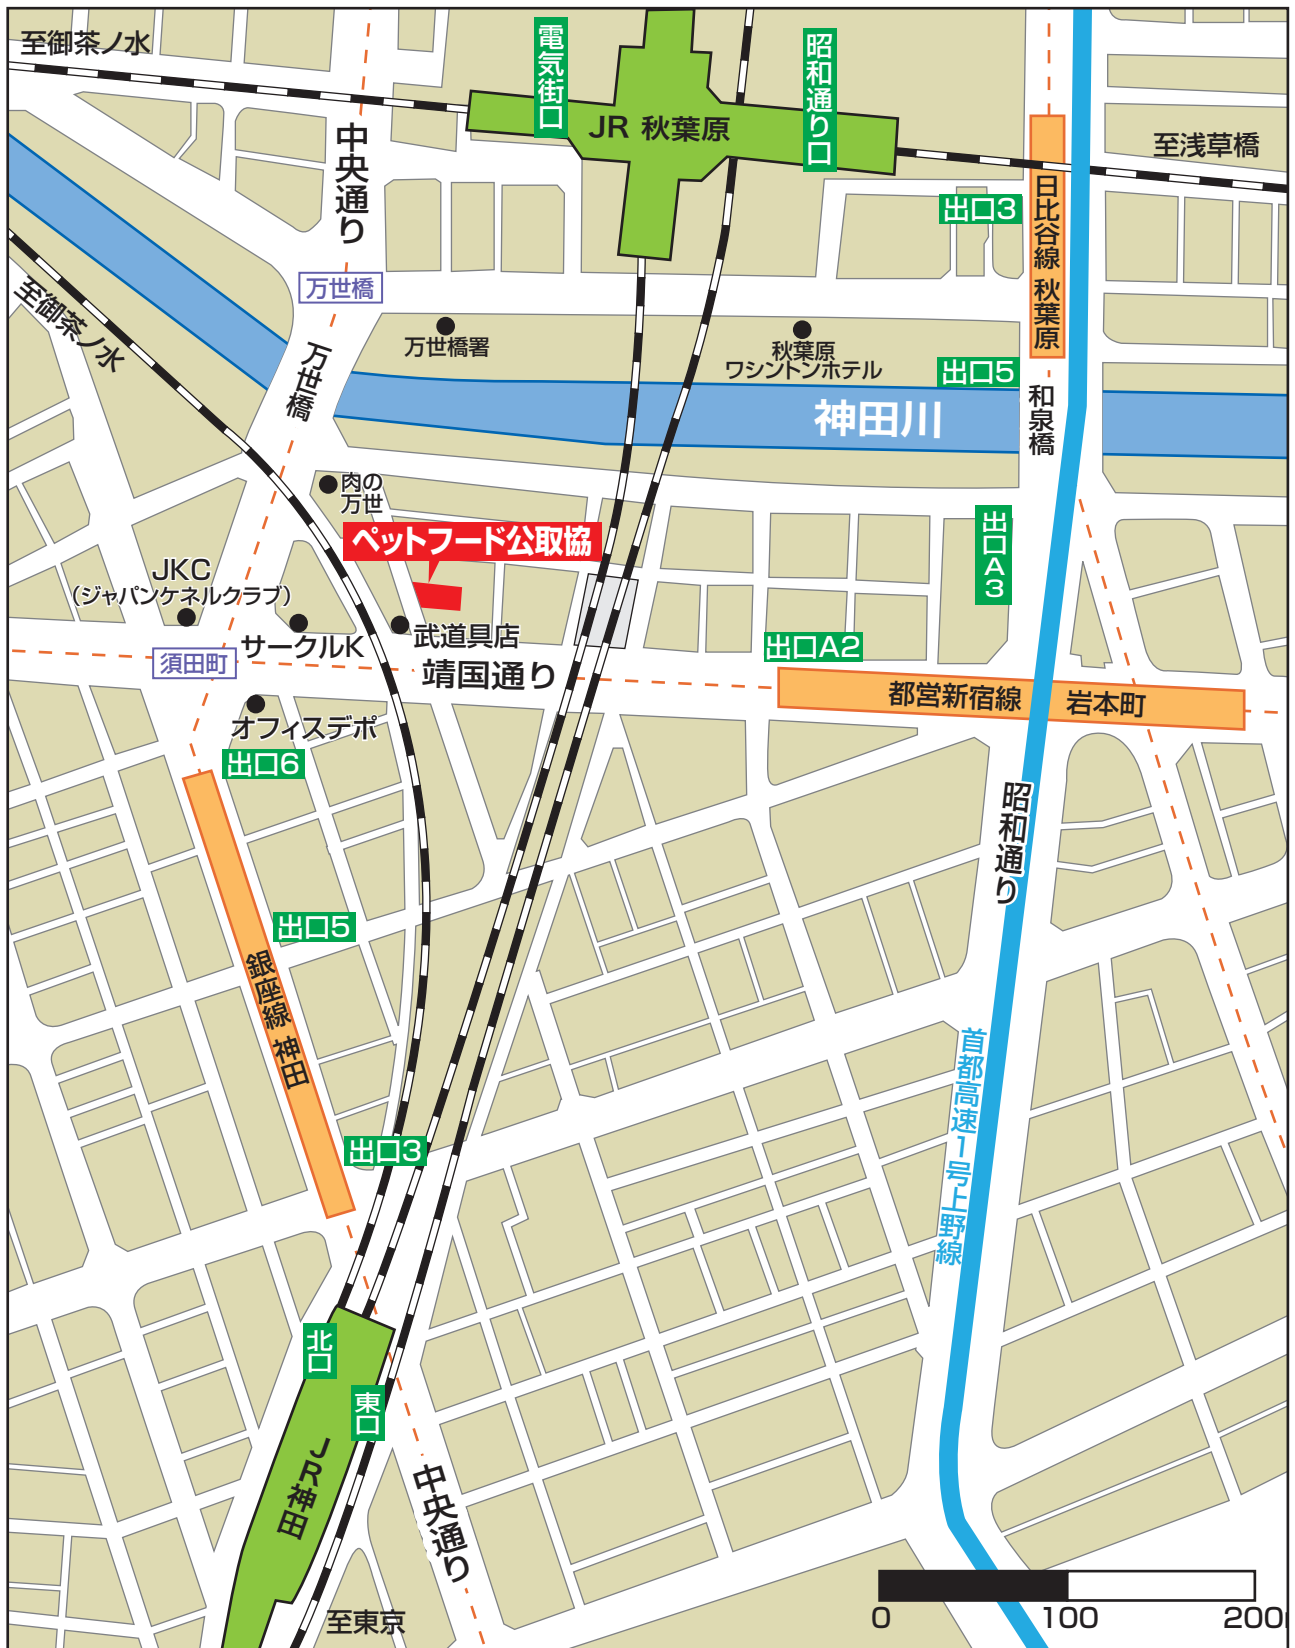 至御茶ノ水
電気街口
昭和通り口
JR 秋葉原
中央通り
至浅草橋
出口3
日比谷線 秋葉原
万世橋
至御茶ノ水
万世橋署
秋葉原
ワシントンホテル
出口5
万世橋
神田川
和泉橋
肉の
万世
ペットフード公取協
出口A3
JKC
(ジャパンケネルクラブ)
サークルK
武道具店
須田町
靖国通り
出口A2
都営新宿線 岩本町
オフィスデポ
出口6
昭和通り
出口5
銀座線 神田
首都高速1号上野線
出口3
北口
東口
JR神田
中央通り
至東京
0 100 200